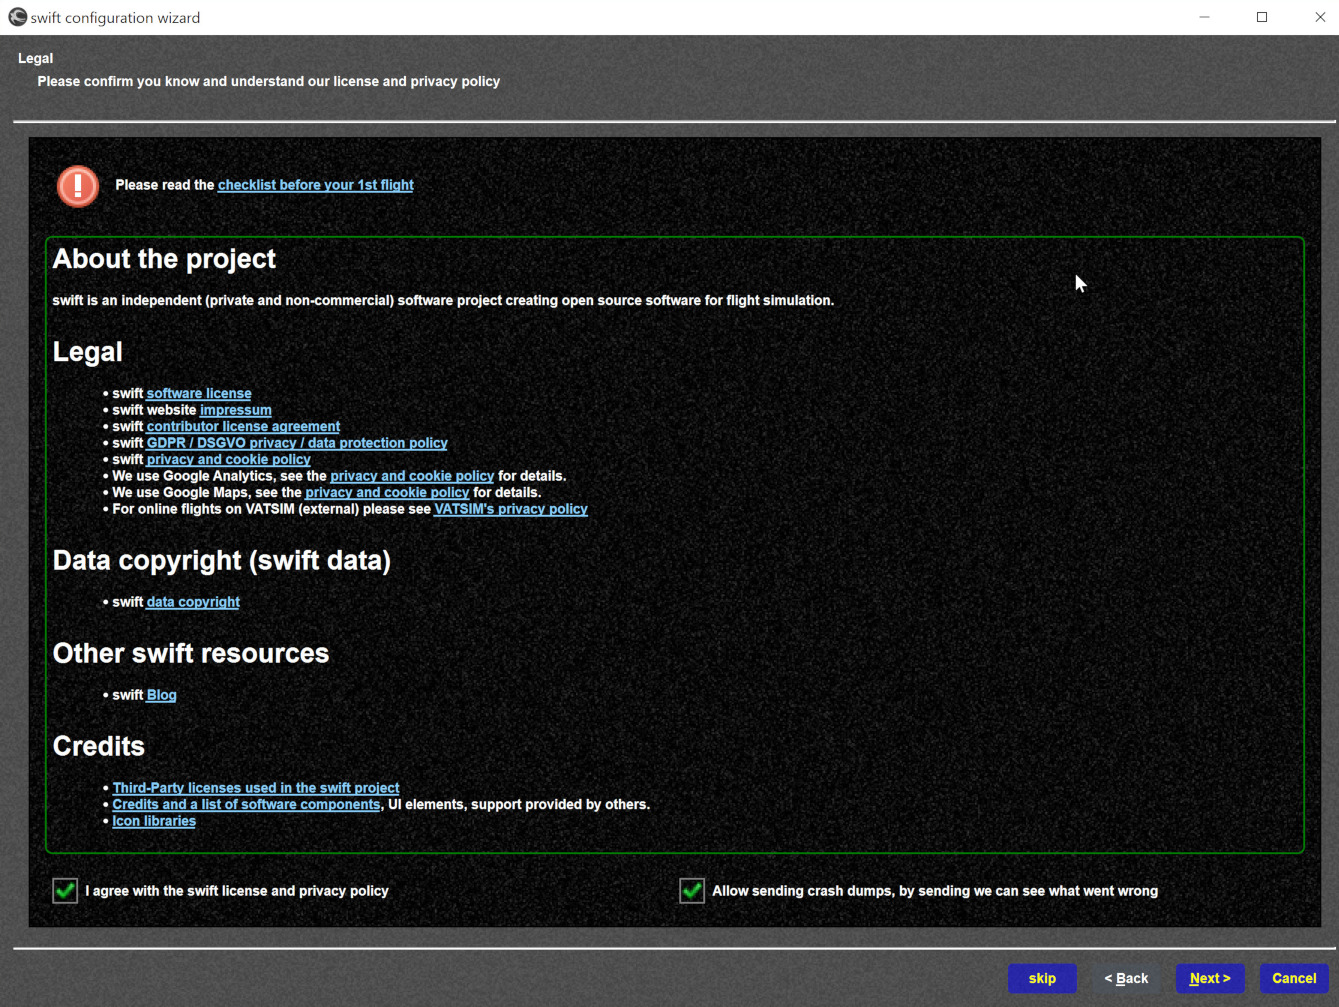 swift configuration wizard
Legal
Please confirm you know and understand our license and privacy policy
Please read the checklist before your 1st flight
About the project
swift is an independent (private and non-commercial) software project creating open source software for flight simulation.
Legal
• swift software license
• swift website impressum
• swift contributor license agreement
• swift GDPR / DSGVO privacy / data protection policy
• swift privacy and cookie policy
• We use Google Analytics, see the privacy and cookie policy for details.
• We use Google Maps, see the privacy and cookie policy for details.
• For online flights on VATSIM (external) please see VATSIM's privacy policy
Data copyright (swift data)
• swift data copyright
Other swift resources
• swift Blog
Credits
• Third-Party licenses used in the swift project
• Credits and a list of software components, UI elements, support provided by others.
• Icon libraries
I agree with the swift license and privacy policy
Allow sending crash dumps, by sending we can see what went wrong
skip
< Back
Next >
Cancel